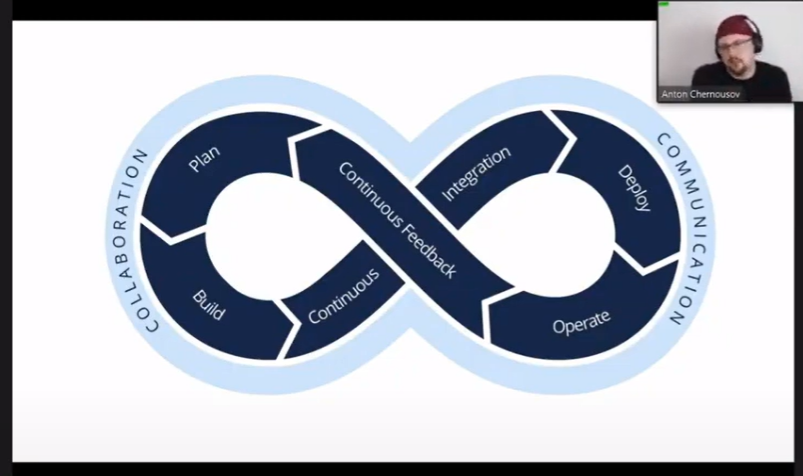 Anton Chernousov
COLLABORATION
Plan
Build
Continuous
Integration
Deploy
Operate
Continuous Feedback
COMMUNICATION